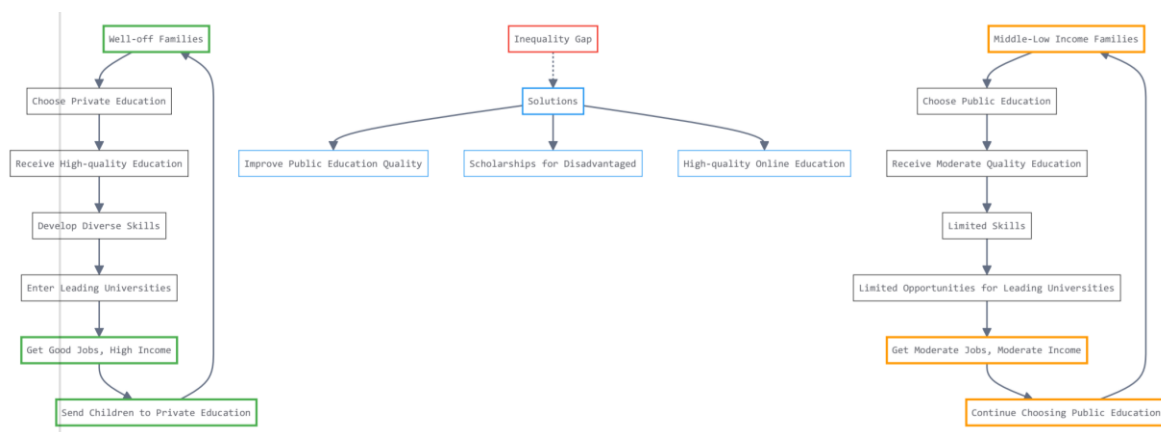 Well-off Families
Choose Private Education
Receive High-quality Education
Develop Diverse Skills
Enter Leading Universities
Get Good Jobs, High Income
Send Children to Private Education
Inequality Gap
Solutions
Improve Public Education Quality
Scholarships for Disadvantaged
High-quality Online Education
Middle-Low Income Families
Choose Public Education
Receive Moderate Quality Education
Limited Skills
Limited Opportunities for Leading Universities
Get Moderate Jobs, Moderate Income
Continue Choosing Public Education